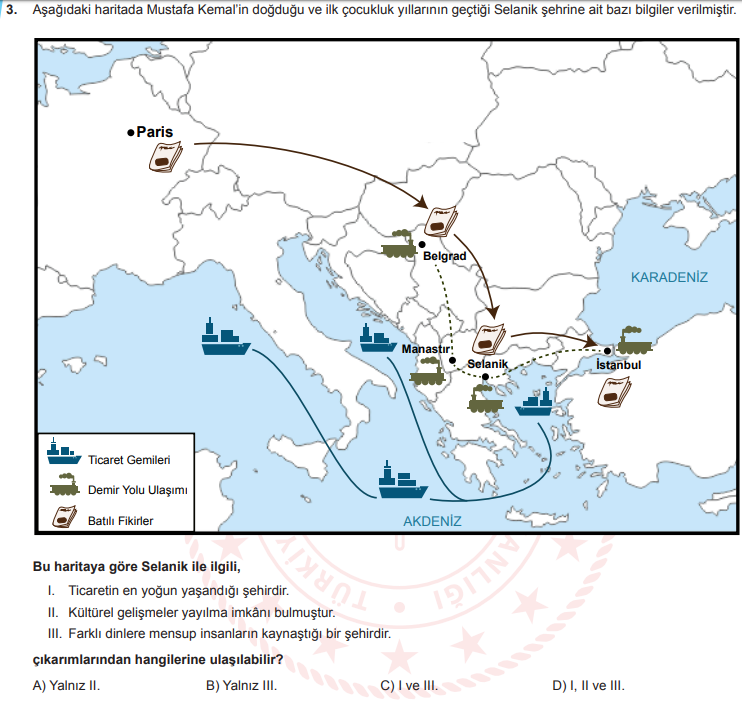 3. Aşağıdaki haritada Mustafa Kemal'in doğduğu ve ilk çocukluk yıllarının geçtiği Selanik şehrine ait bazı bilgiler verilmiştir.
Paris
Belgrad
KARADENİZ
Manastır
Selanik
İstanbul
Ticaret Gemileri
Demir Yolu Ulaşımı
Batılı Fikirler
AKDENİZ
Bu haritaya göre Selanik ile ilgili,
I. Ticaretin en yoğun yaşandığı şehirdir.
II. Kültürel gelişmeler yayılma imkânı bulmuştur.
III. Farklı dinlere mensup insanların kaynaştığı bir şehirdir.
çıkarımlarından hangilerine ulaşılabilir?
A) Yalnız II. B) Yalnız III. C) I ve III. D) I, II ve III.